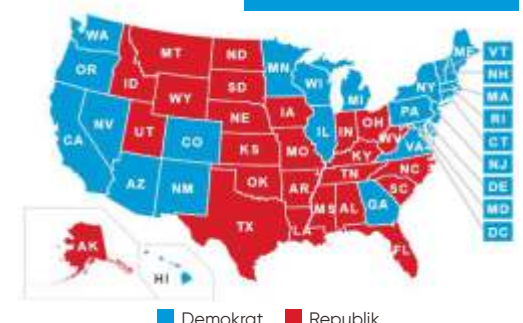 WA
MT
ND
MN
ME
VT
OR
ID
SD
WI
NY
NH
WY
MI
MA
NV
NE
IA
PA
RI
CA
UT
CO
IL
IN
OH
WV
VA
CT
KS
MO
KY
NJ
AZ
NM
OK
AR
TN
NC
DE
SC
MD
TX
MS
AL
GA
LA
DC
AK
HI
FL
Demokrat
Republik